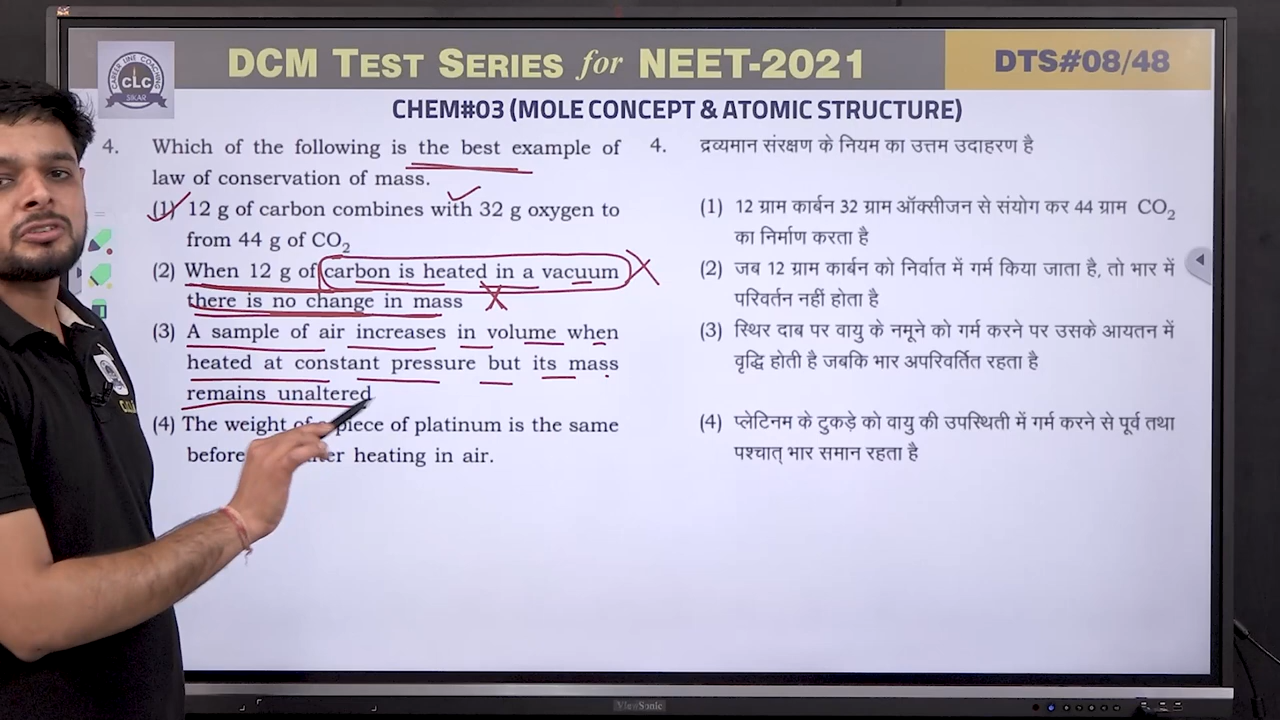 DCM TEST SERIES for NEET-2021
DTS#08/48
CAREER LINE COACHING
CLC
SIKAR
CHEM#03 (MOLE CONCEPT & ATOMIC STRUCTURE)
4. Which of the following is the best example of
law of conservation of mass.
(1) 12 g of carbon combines with 32 g oxygen to
from 44 g of CO2
(2) When 12 g of carbon is heated in a vacuum
there is no change in mass
(3) A sample of air increases in volume when
heated at constant pressure but its mass
remains unaltered
(4) The weight of a piece of platinum is the same
before heating in air.
4. द्रव्यमान संरक्षण के नियम का उत्तम उदाहरण है
(1) 12 ग्राम कार्बन 32 ग्राम ऑक्सीजन से संयोग कर 44 ग्राम CO2
का निर्माण करता है
(2) जब 12 ग्राम कार्बन को निर्वात में गर्म किया जाता है, तो भार में
परिवर्तन नहीं होता है
(3) स्थिर दाब पर वायु के नमूने को गर्म करने पर उसके आयतन में
वृद्धि होती है जबकि भार अपरिवर्तित रहता है
(4) प्लेटिनम के टुकड़े को वायु की उपस्थिती में गर्म करने से पूर्व तथा
पश्चात् भार समान रहता है
ViewSonic